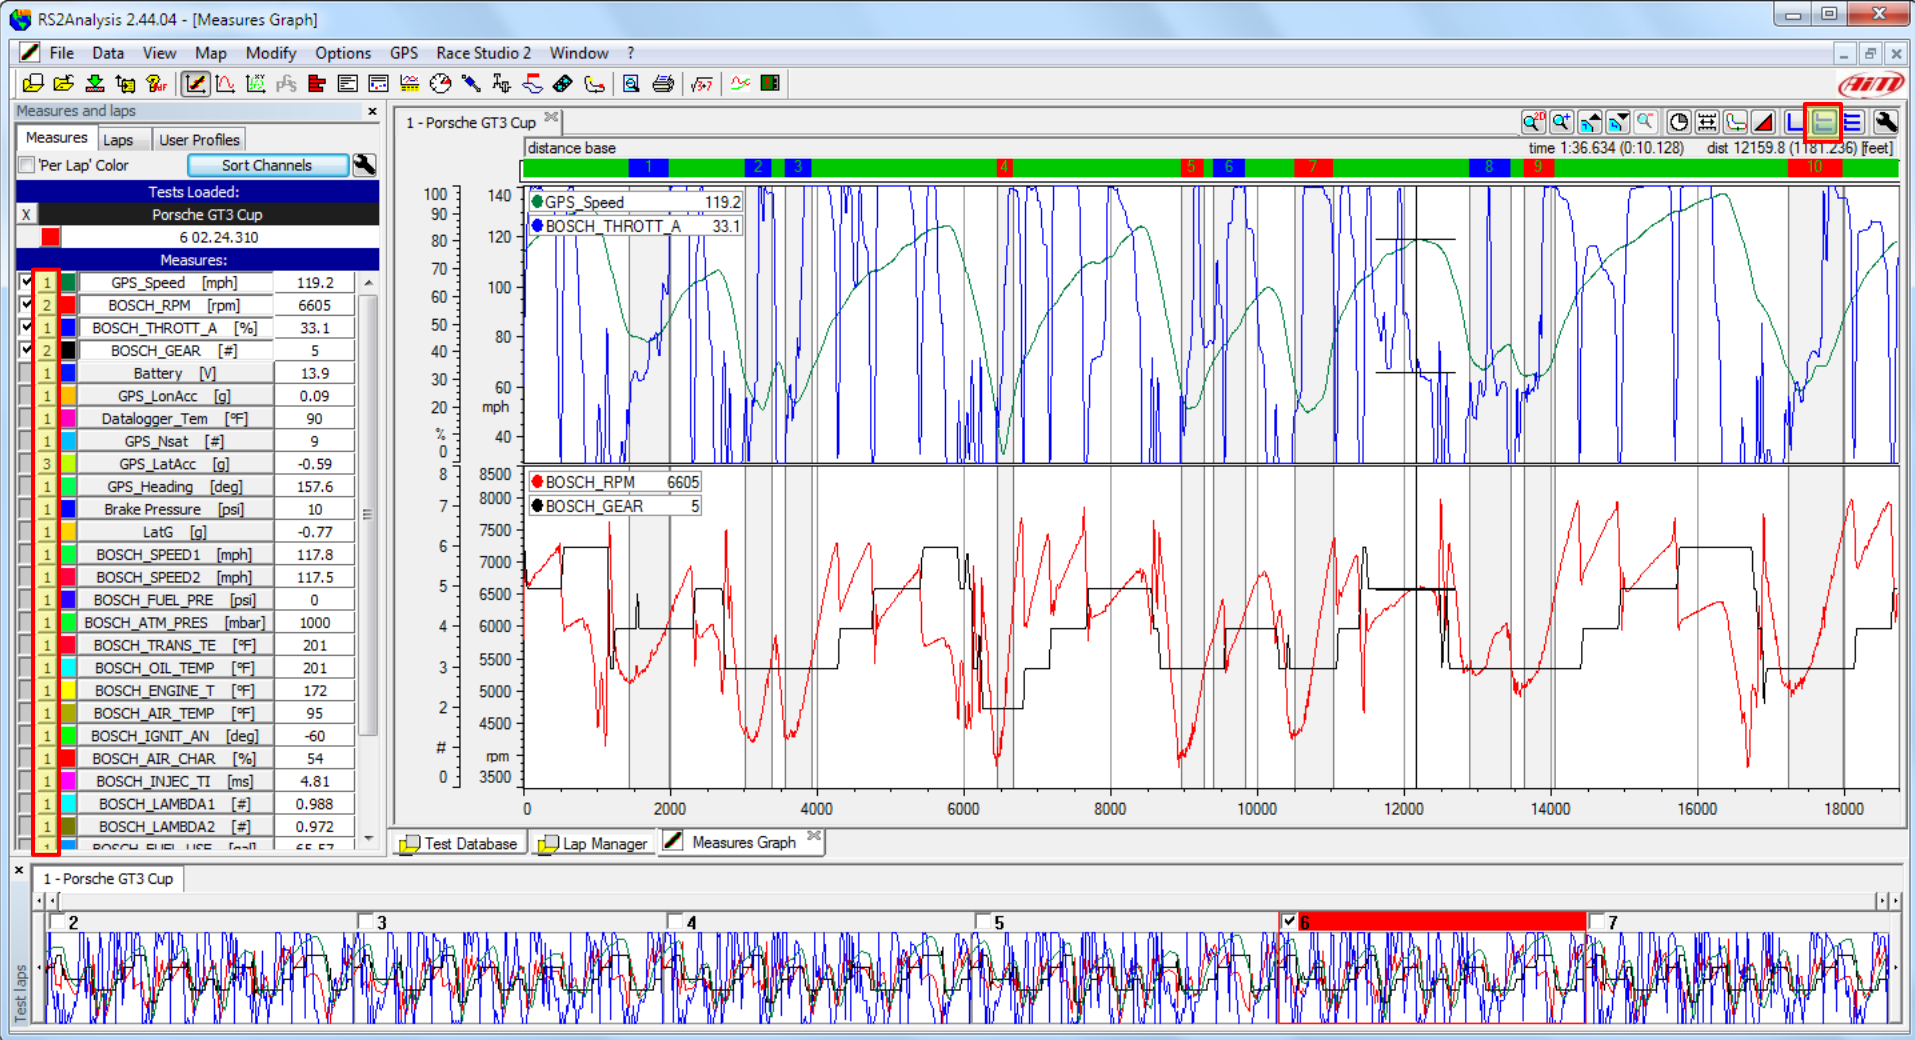 RS2Analysis 2.44.04 - [Measures Graph]
File Data View Map Modify Options GPS Race Studio 2 Window ?
AiM
Measures and laps
Measures Laps User Profiles
'Per Lap' Color Sort Channels
Tests Loaded:
X Porsche GT3 Cup
6 02.24.310
Measures:
1 GPS_Speed [mph] 119.2
2 BOSCH_RPM [rpm] 6605
1 BOSCH_THROTT_A [%] 33.1
2 BOSCH_GEAR [#] 5
1 Battery [V] 13.9
1 GPS_LonAcc [g] 0.09
1 Datalogger_Tem [°F] 90
1 GPS_Nsat [#] 9
3 GPS_LatAcc [g] -0.59
1 GPS_Heading [deg] 157.6
1 Brake Pressure [psi] 10
1 LatG [g] -0.77
1 BOSCH_SPEED1 [mph] 117.8
1 BOSCH_SPEED2 [mph] 117.5
1 BOSCH_FUEL_PRE [psi] 0
1 BOSCH_ATM_PRES [mbar] 1000
1 BOSCH_TRANS_TE [°F] 201
1 BOSCH_OIL_TEMP [°F] 201
1 BOSCH_ENGINE_T [°F] 172
1 BOSCH_AIR_TEMP [°F] 95
1 BOSCH_IGNIT_AN [deg] -60
1 BOSCH_AIR_CHAR [%] 54
1 BOSCH_INJEC_TI [ms] 4.81
1 BOSCH_LAMBDA1 [#] 0.988
1 BOSCH_LAMBDA2 [#] 0.972
1 BOSCH_FUEL_USE [gal] 65.57
1 - Porsche GT3 Cup
distance base time 1:36.634 (0:10.128) dist 12159.8 (1181.236) [feet]
1 2 3 4 5 6 7 8 9 10
GPS_Speed 119.2
BOSCH_THROTT_A 33.1
100 90 80 70 60 50 40 30 20 % 0
140 120 100 80 60 mph 40
BOSCH_RPM 6605
BOSCH_GEAR 5
8 7 6 5 4 3 2 # 0
8500 8000 7500 7000 6500 6000 5500 5000 4500 rpm 3500
0 2000 4000 6000 8000 10000 12000 14000 16000 18000
Test Database Lap Manager Measures Graph
1 - Porsche GT3 Cup
2 3 4 5 6 7
Test laps